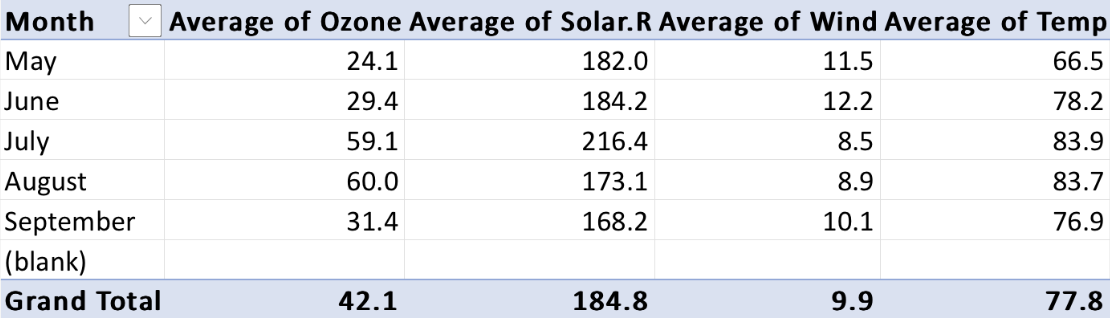 Month Average of Ozone Average of Solar.R Average of Wind Average of Temp
May 24.1 182.0 11.5 66.5
June 29.4 184.2 12.2 78.2
July 59.1 216.4 8.5 83.9
August 60.0 173.1 8.9 83.7
September 31.4 168.2 10.1 76.9
(blank)
Grand Total 42.1 184.8 9.9 77.8